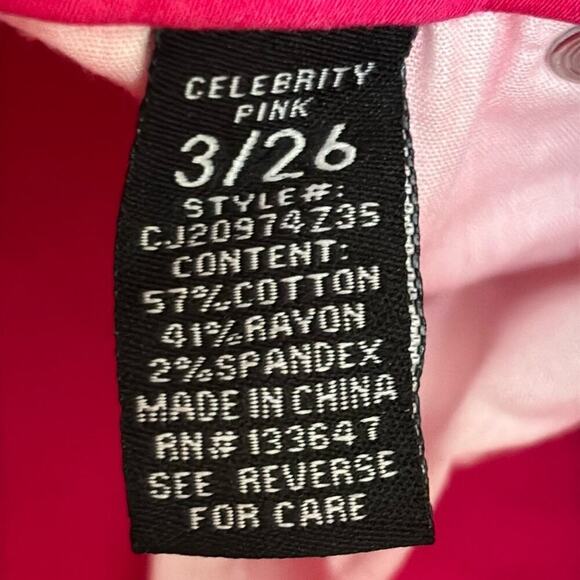 CELEBRITY
PINK
3/26
STYLE#:
CJ20974Z35
CONTENT:
57%COTTON
41%RAYON
2%SPANDEX
MADE IN CHINA
RN# 133647
SEE REVERSE
FOR CARE